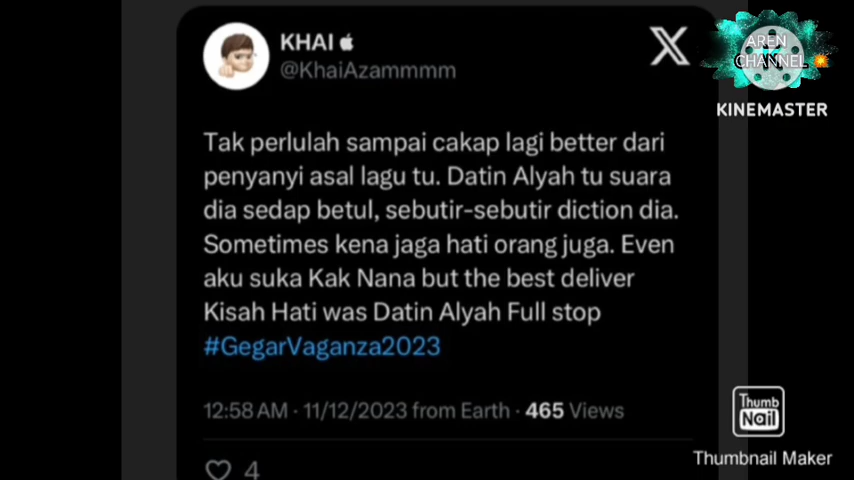 KHAI
@KhaiAzammmm
X
AREN
CHANNEL
KINEMASTER
Tak perlulah sampai cakap lagi better dari
penyanyi asal lagu tu. Datin Alyah tu suara
dia sedap betul, sebutir-sebutir diction dia.
Sometimes kena jaga hati orang juga. Even
aku suka Kak Nana but the best deliver
Kisah Hati was Datin Alyah Full stop
#GegarVaganza2023
12:58 AM · 11/12/2023 from Earth · 465 Views
4
Thumb
Nail
Thumbnail Maker